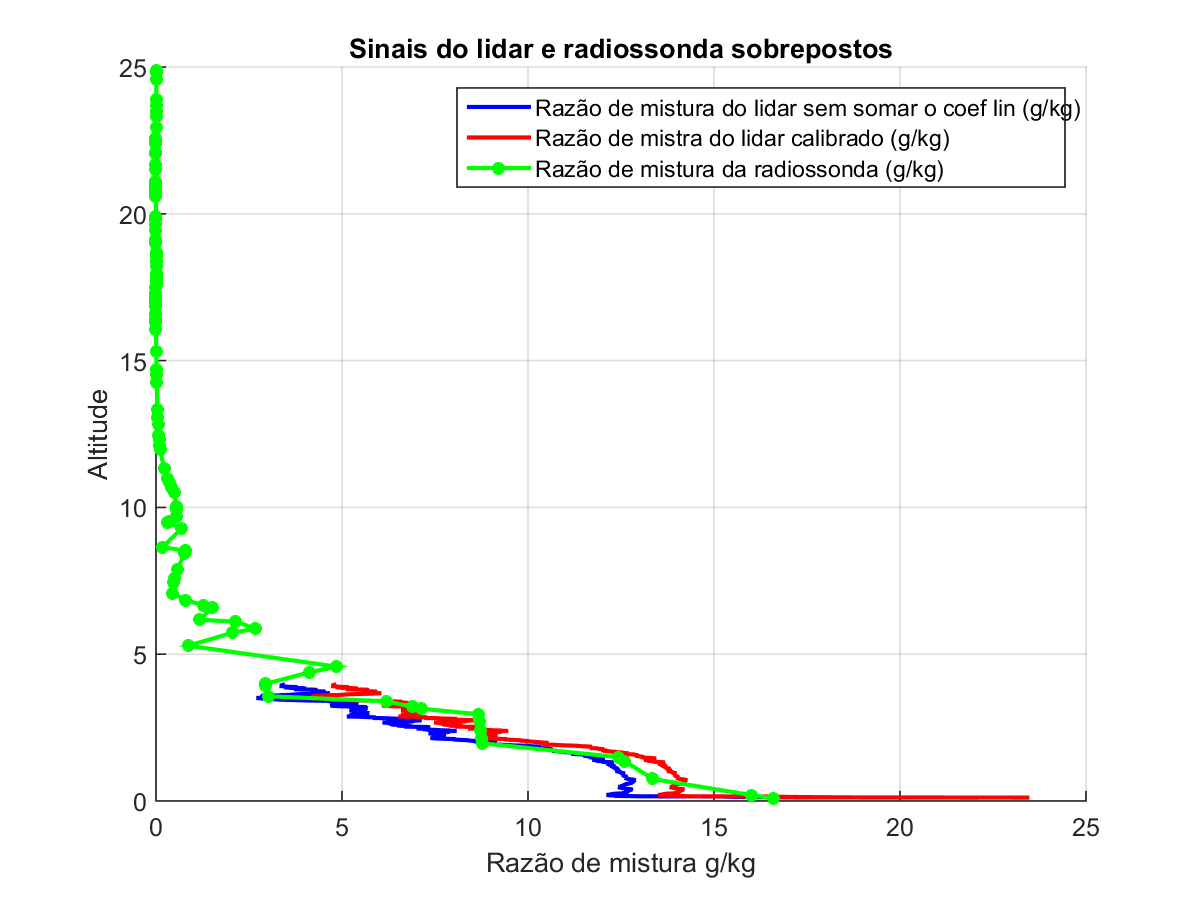 Sinais do lidar e radiossonda sobrepostos
25
Razão de mistura do lidar sem somar o coef lin (g/kg)
Razão de mistra do lidar calibrado (g/kg)
Razão de mistura da radiossonda (g/kg)
20
15
Altitude
10
5
0
0 5 10 15 20 25
Razão de mistura g/kg